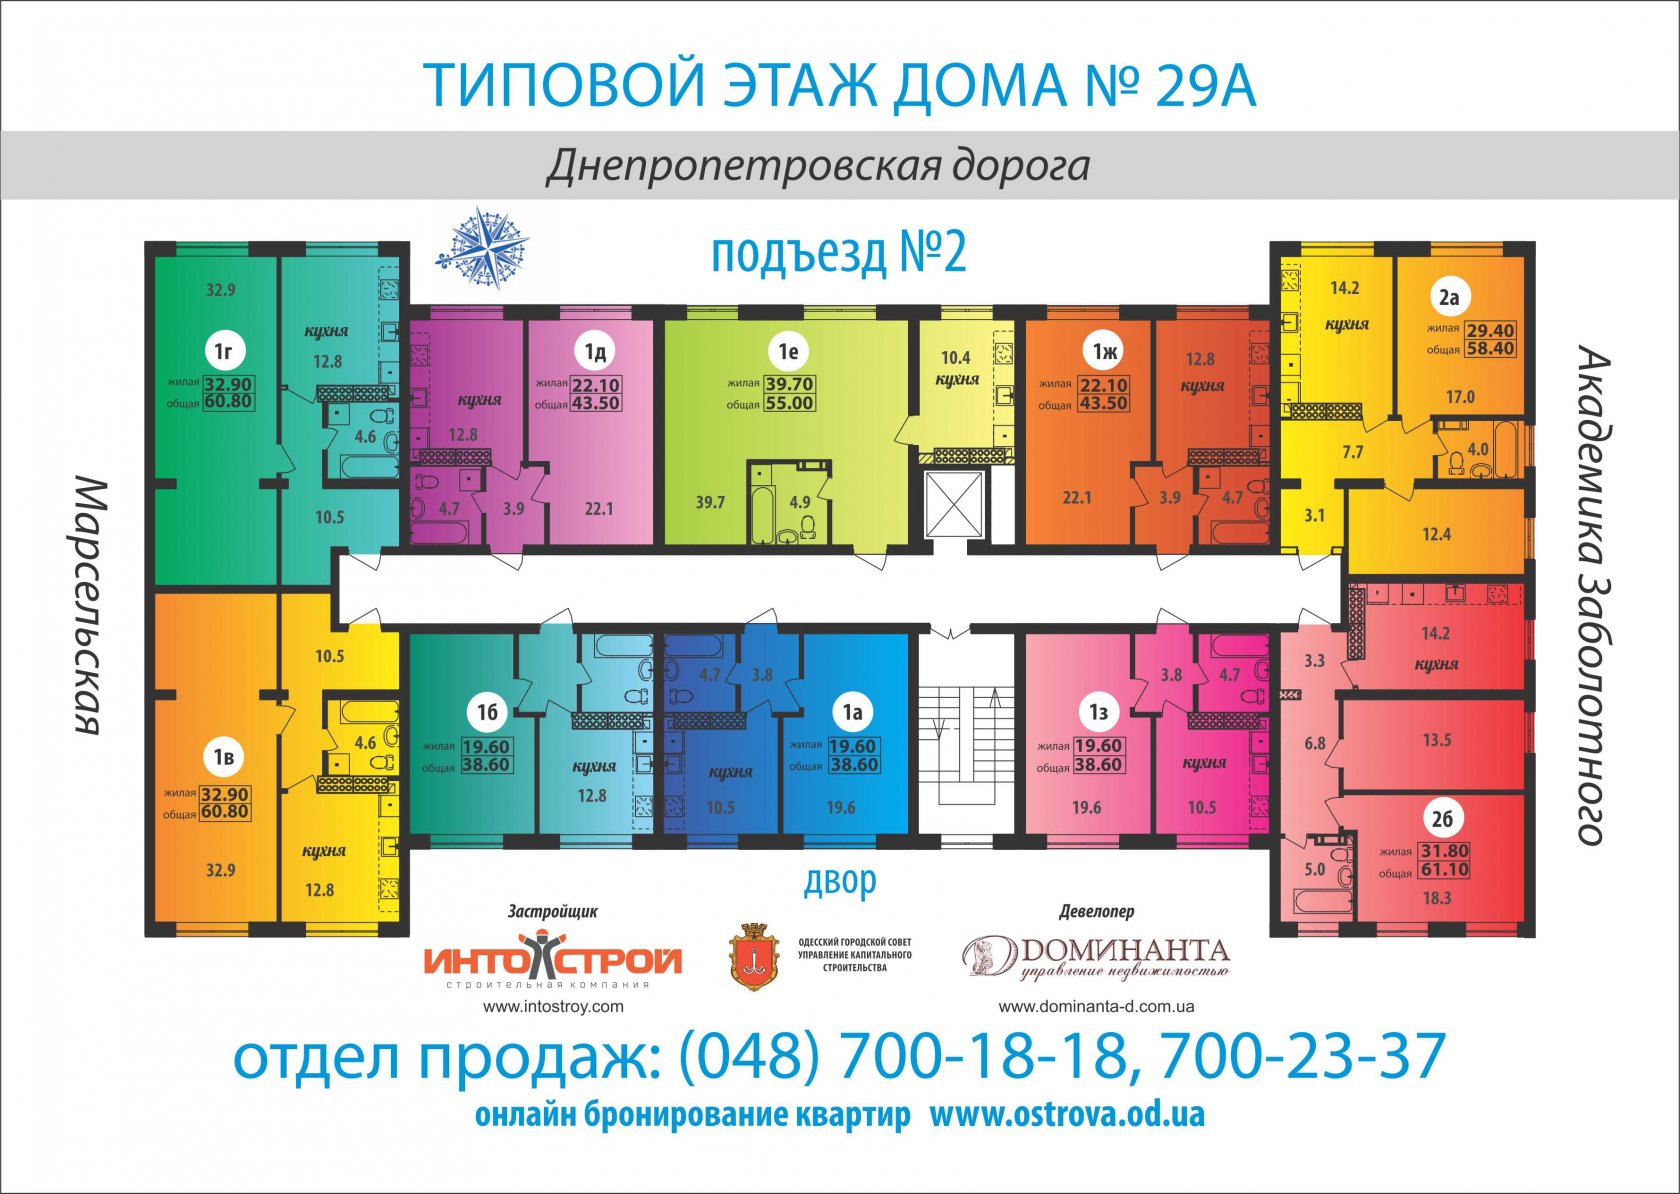 ТИПОВОЙ ЭТАЖ ДОМА № 29А
Днепропетровская дорога
подъезд №2
Марсельская
Академика Заболотного
32.9
1г
жилая 32.90
общая 60.80
кухня
12.8
4.6
10.5
кухня
12.8
4.7
3.9
1д
жилая 22.10
общая 43.50
22.1
1е
жилая 39.70
общая 55.00
39.7
4.9
10.4
кухня
1ж
жилая 22.10
общая 43.50
22.1
3.9
12.8
кухня
4.7
14.2
кухня
2а
жилая 29.40
общая 58.40
17.0
7.7
4.0
3.1
12.4
10.5
4.6
1в
жилая 32.90
общая 60.80
32.9
кухня
12.8
1б
жилая 19.60
общая 38.60
кухня
12.8
4.7
3.8
кухня
10.5
1а
жилая 19.60
общая 38.60
19.6
1з
жилая 19.60
общая 38.60
19.6
3.8
4.7
кухня
10.5
3.3
14.2
кухня
6.8
13.5
2б
жилая 31.80
общая 61.10
18.3
5.0
двор
Застройщик
ИНТОСТРОЙ
строительная компания
www.intostroy.com
ОДЕССКИЙ ГОРОДСКОЙ СОВЕТ
УПРАВЛЕНИЕ КАПИТАЛЬНОГО
СТРОИТЕЛЬСТВА
Девелопер
DОМИНАНТА
управление недвижимостью
www.dominanta-d.com.ua
отдел продаж: (048) 700-18-18, 700-23-37
онлайн бронирование квартир www.ostrova.od.ua